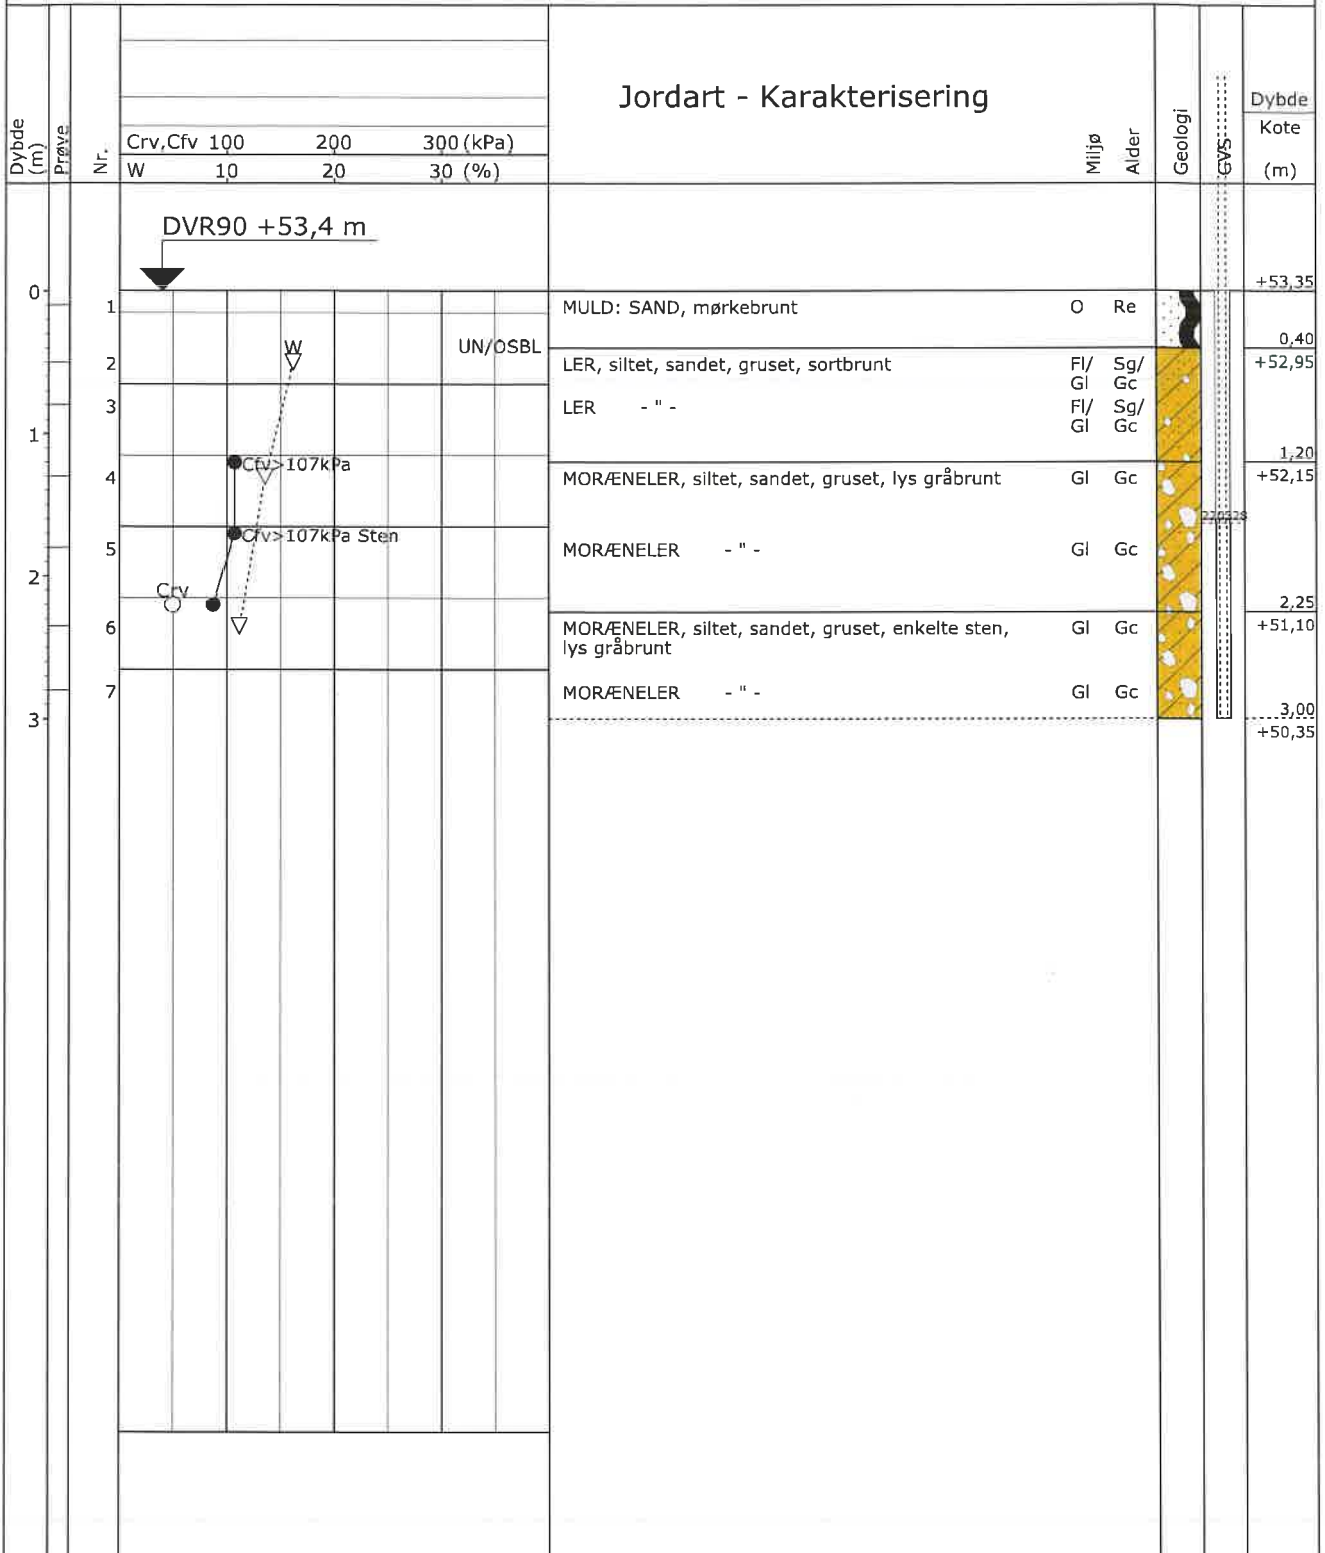 Jordart - Karakterisering
Dybde (m)
Prøve
Nr.
Crv,Cfv 100 200 300 (kPa)
W 10 20 30 (%)
Miljø
Alder
Geologi
GVS
Dybde
Kote
(m)
DVR90 +53,4 m
+53,35
0
1 MULD: SAND, mørkebrunt O Re
0,40
W
UN/OSBL
2 LER, siltet, sandet, gruset, sortbrunt Fl/ Sg/ +52,95
Gl Gc
3 LER - " - Fl/ Sg/
Gl Gc
1
1,20
Cfv>107kPa
4 MORÆNELER, siltet, sandet, gruset, lys gråbrunt Gl Gc +52,15
Cfv>107kPa Sten
5 MORÆNELER - " - Gl Gc
2
Crv
2,25
6 MORÆNELER, siltet, sandet, gruset, enkelte sten, Gl Gc +51,10
lys gråbrunt
7 MORÆNELER - " - Gl Gc
3,00
3
+50,35